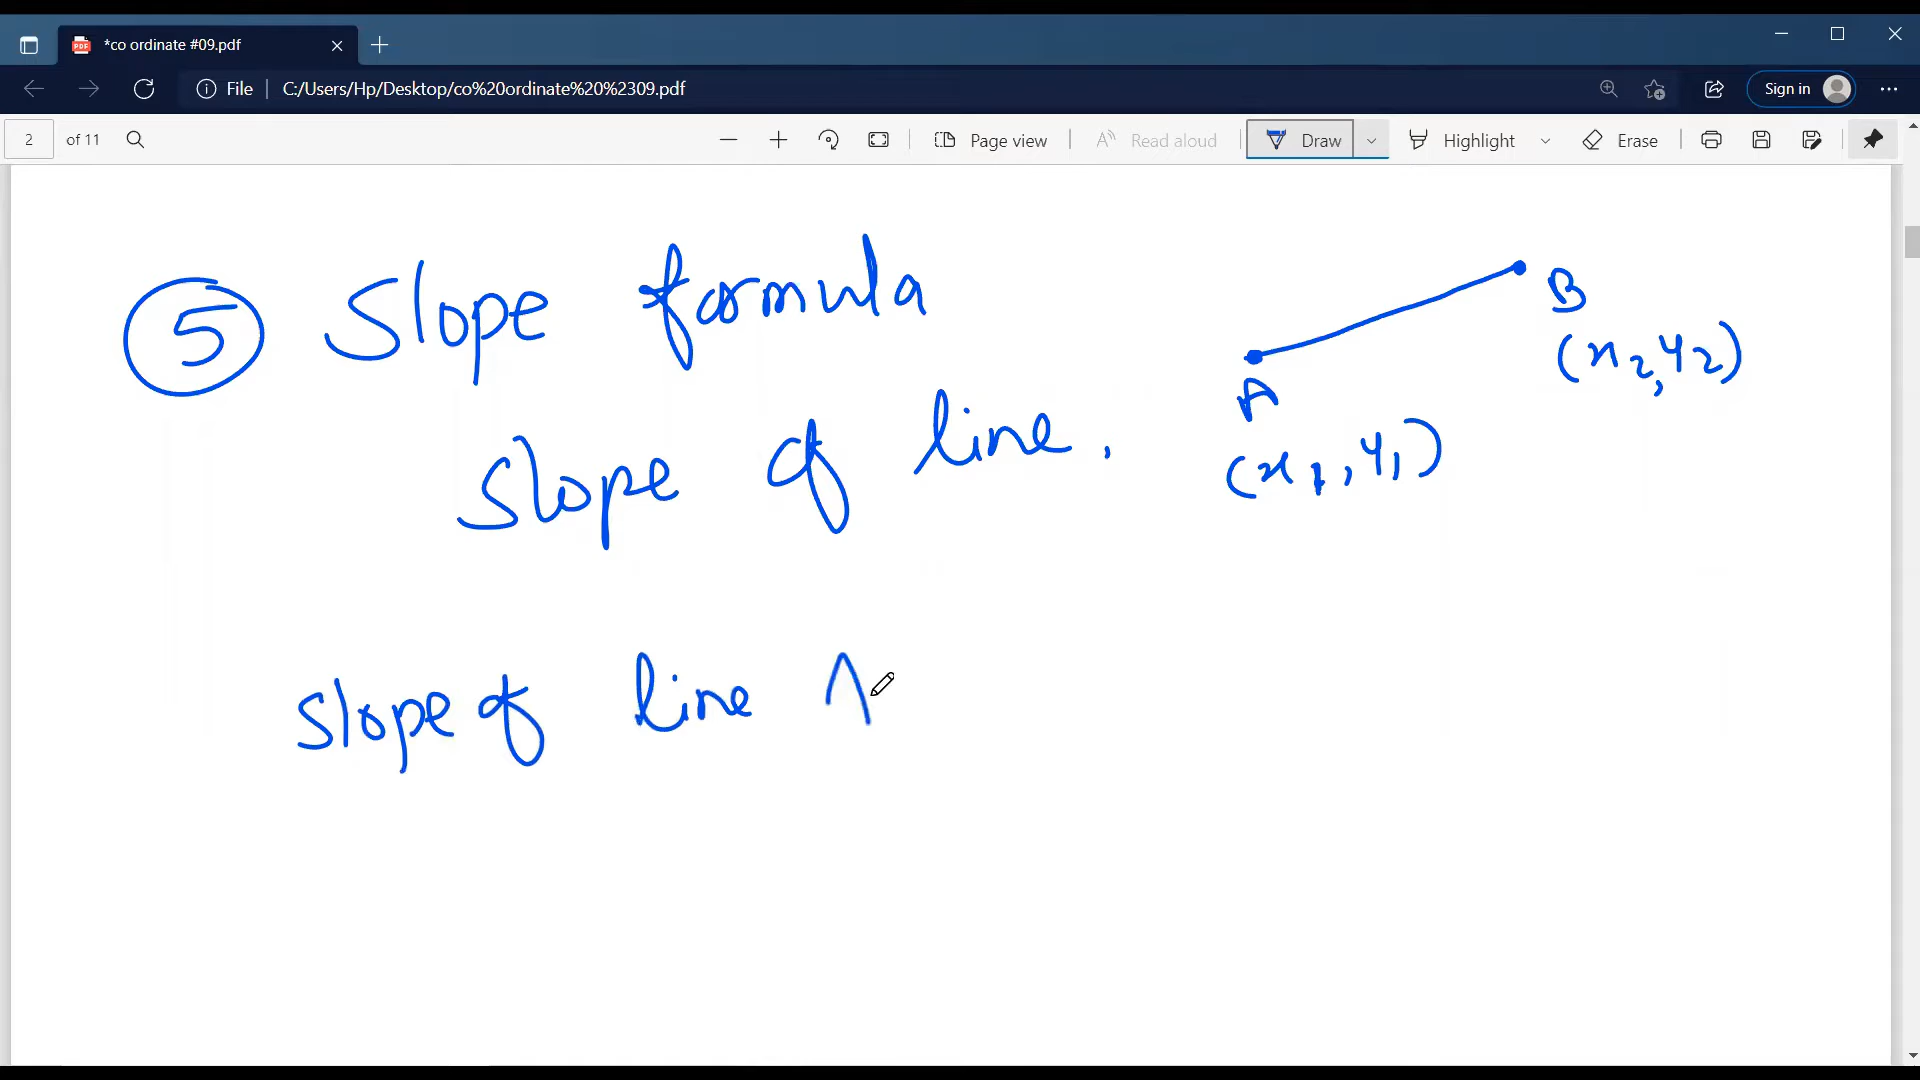 *co ordinate #09.pdf
File C:/Users/Hp/Desktop/co%20ordinate%20%2309.pdf Sign in
2 of 11 Page view Read aloud Draw Highlight Erase
5 Slope formula
B
(x2, y2)
A
(x1, y1)
slope of line.
slope of line